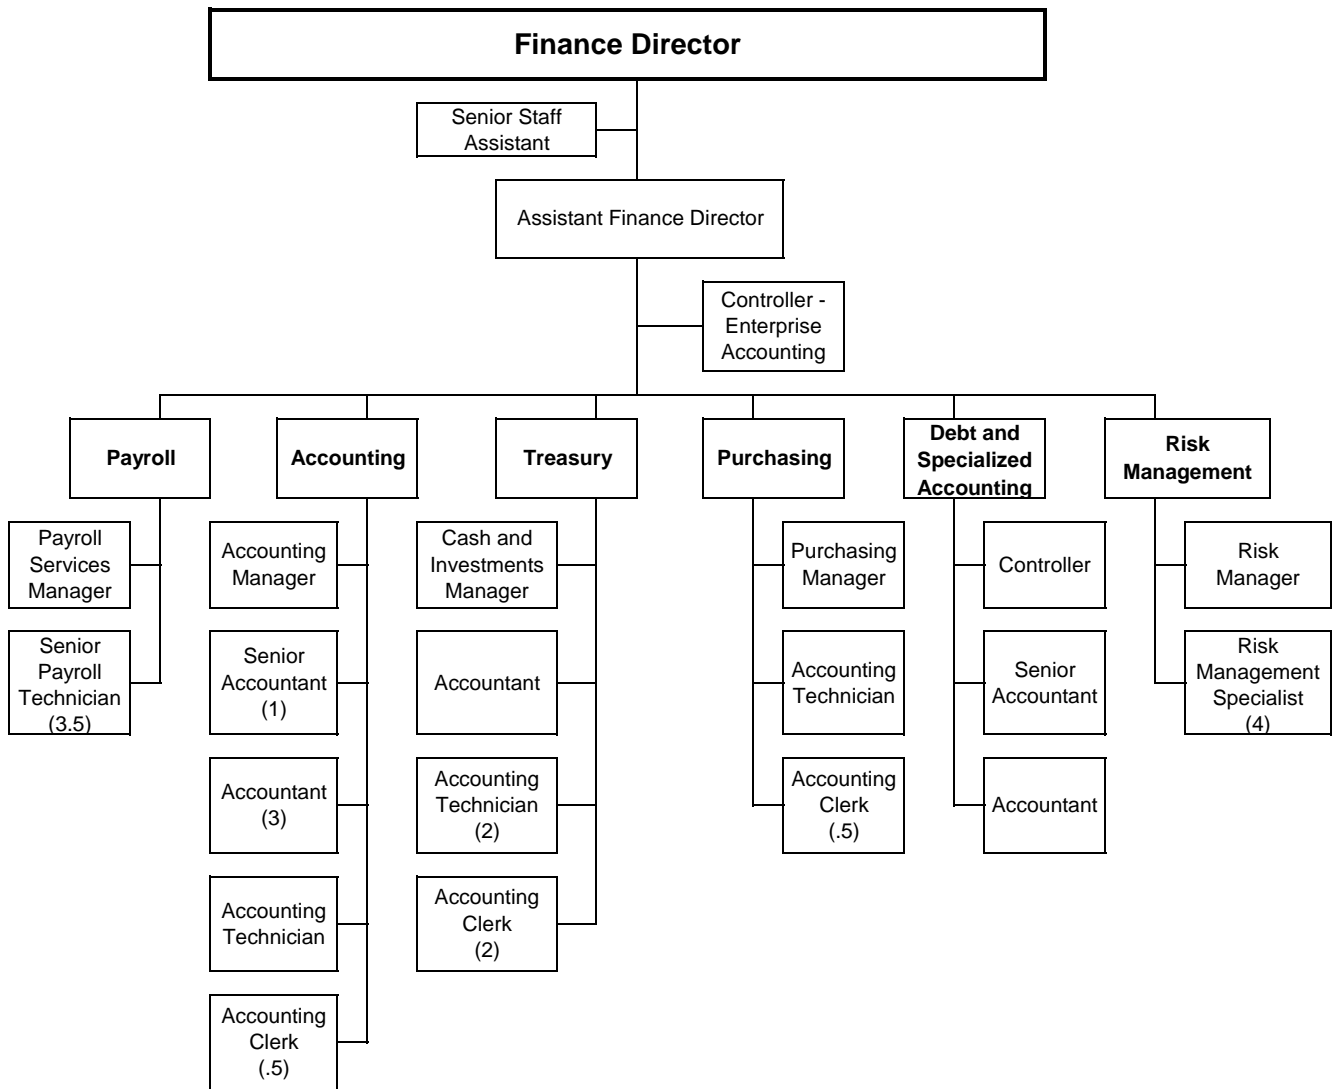 Finance Director
Senior Staff
Assistant
Assistant Finance Director
Controller -
Enterprise
Accounting
Payroll
Accounting
Treasury
Purchasing
Debt and
Specialized
Accounting
Risk
Management
Payroll
Services
Manager
Senior
Payroll
Technician
(3.5)
Accounting
Manager
Senior
Accountant
(1)
Accountant
(3)
Accounting
Technician
Accounting
Clerk
(.5)
Cash and
Investments
Manager
Accountant
Accounting
Technician
(2)
Accounting
Clerk
(2)
Purchasing
Manager
Accounting
Technician
Accounting
Clerk
(.5)
Controller
Senior
Accountant
Accountant
Risk
Manager
Risk
Management
Specialist
(4)